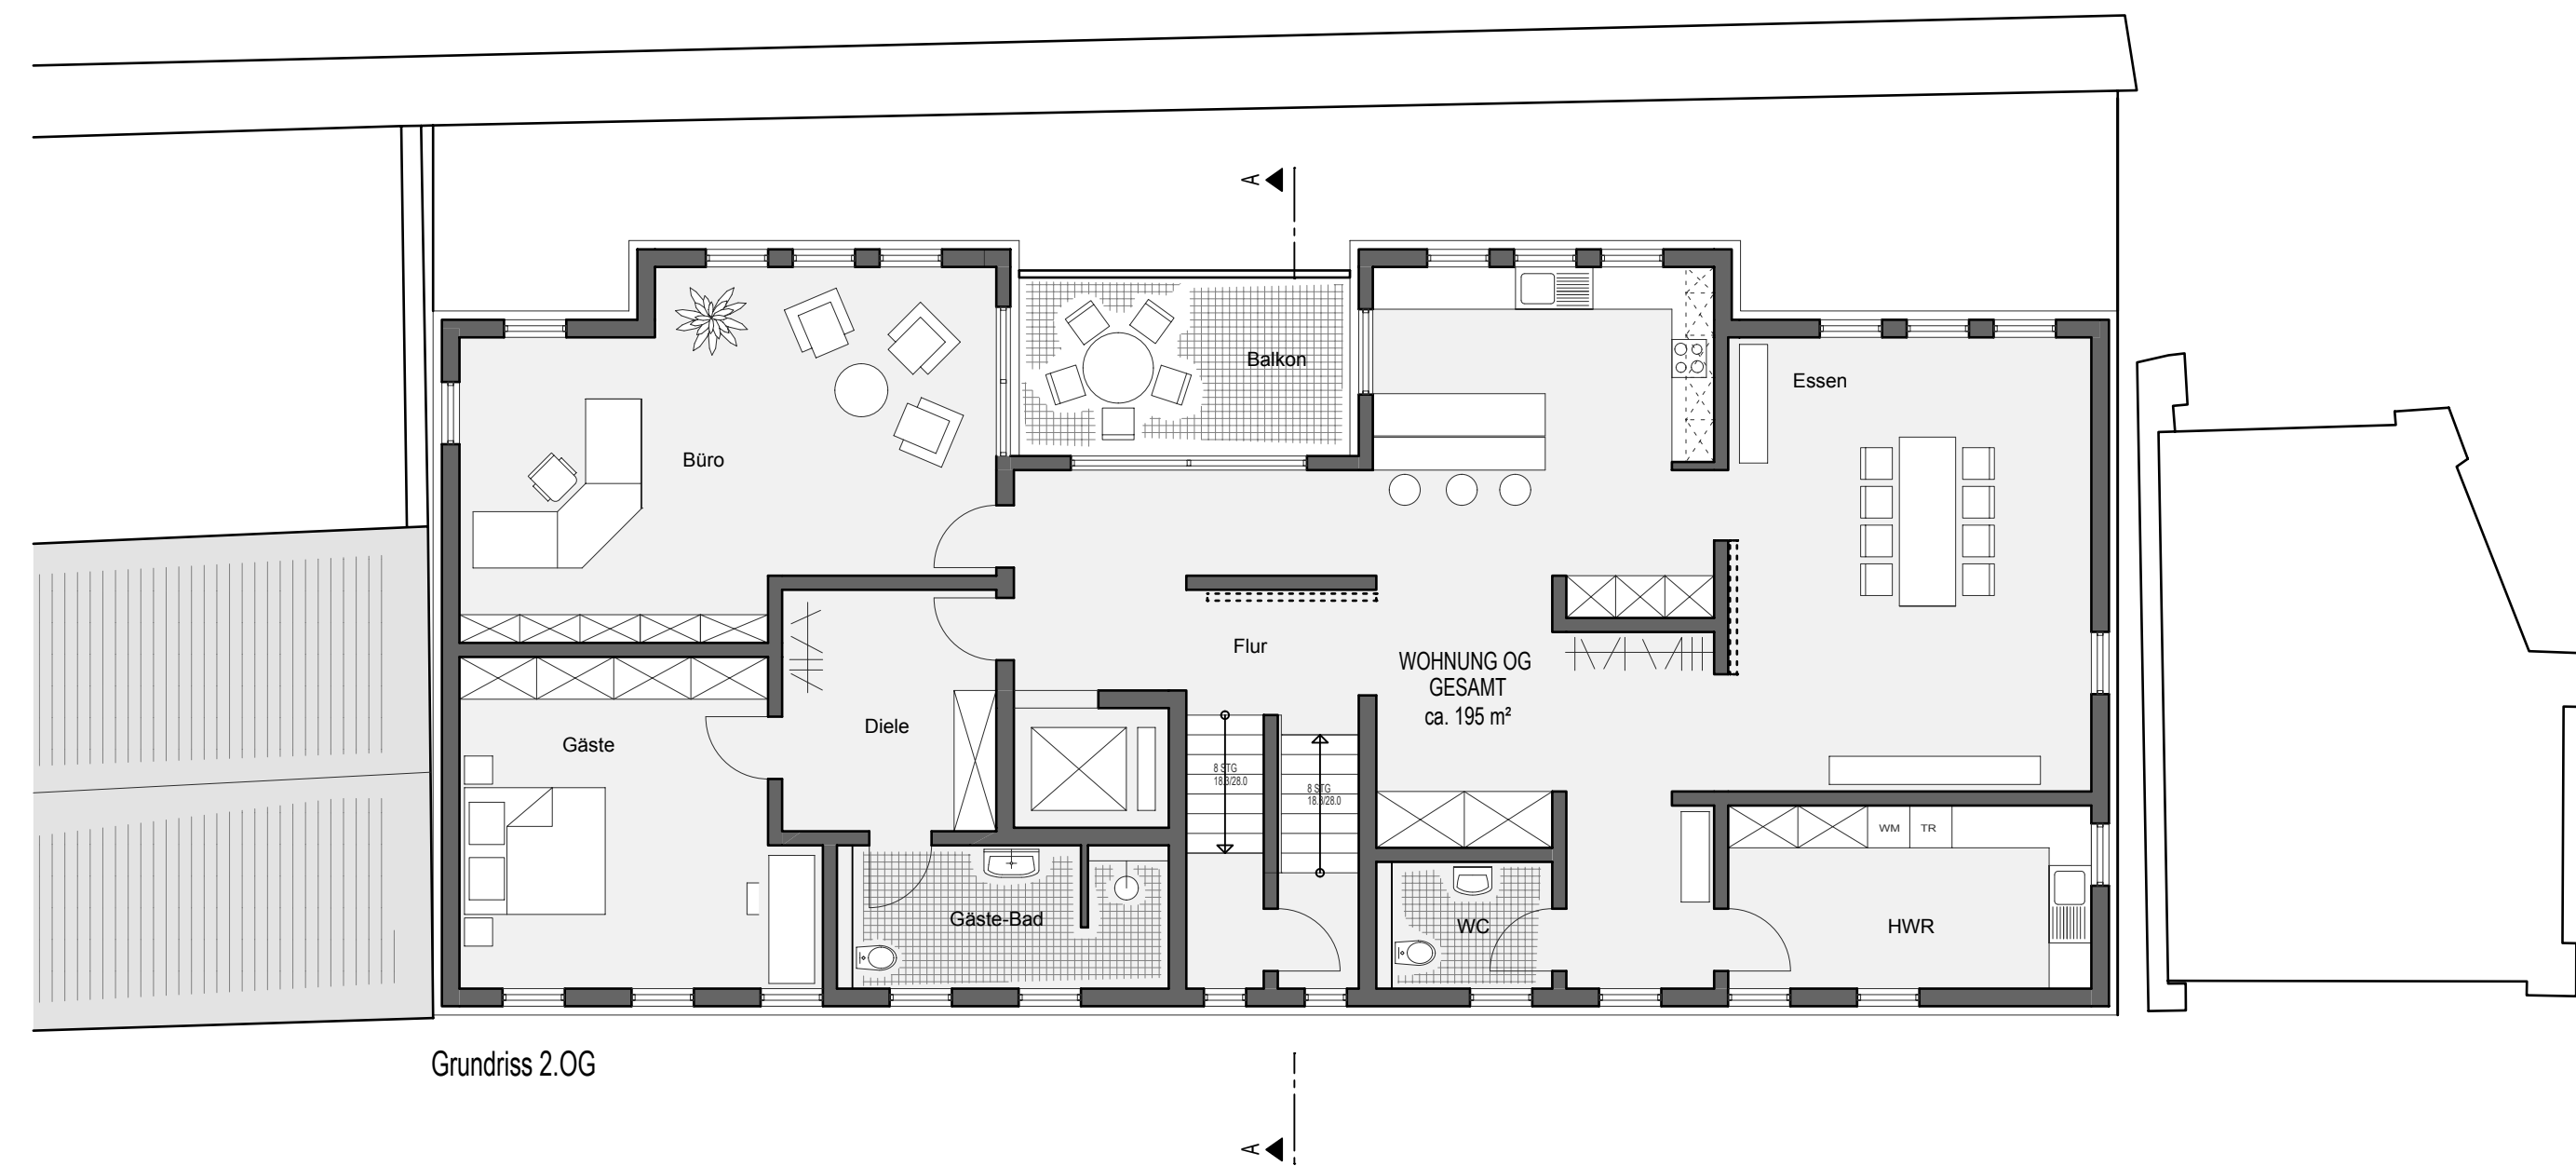 A
Balkon
Essen
Büro
Flur
WOHNUNG OG
GESAMT
ca. 195 m²
Diele
Gäste
8 STG
18.3/28.0
8 STG
18.3/28.0
WM
TR
Gäste-Bad
WC
HWR
Grundriss 2.OG
A